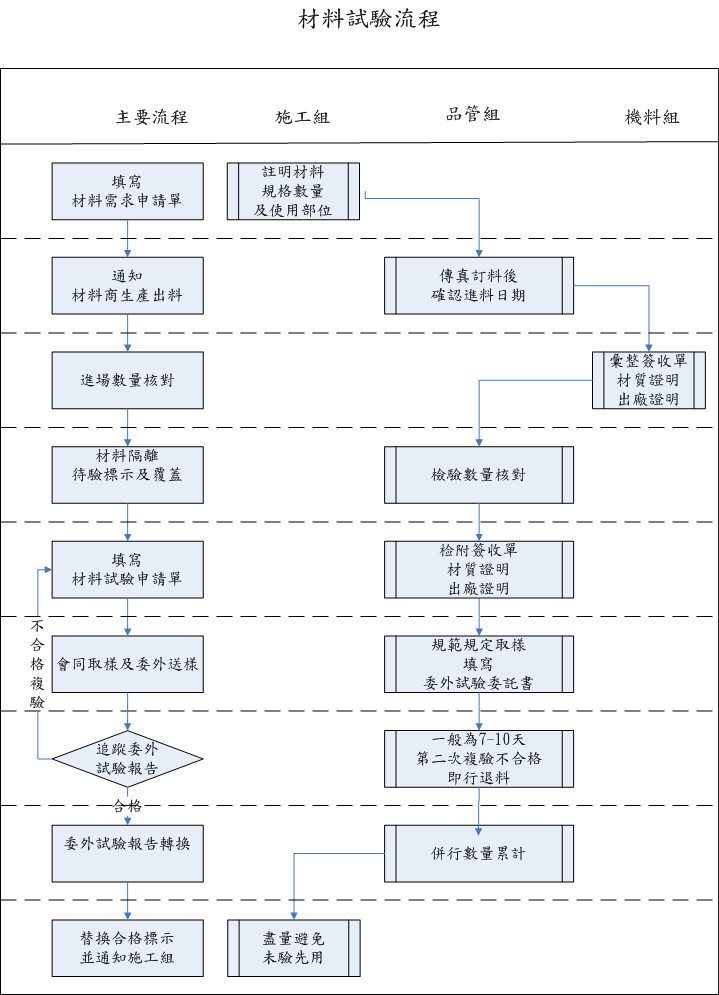 材料試驗流程
主要流程
施工組
品管組
機料組
填寫
材料需求申請單
註明材料
規格數量
及使用部位
通知
材料商生產出料
傳真訂料後
確認進料日期
進場數量核對
彙整簽收單
材質證明
出廠證明
材料隔離
待驗標示及覆蓋
檢驗數量核對
填寫
材料試驗申請單
检附簽收單
材質證明
出廠證明
不合格複驗
會同取樣及委外送樣
規範規定取樣
填寫
委外試驗委託書
追蹤委外
試驗報告
一般為7-10天
第二次複驗不合格
即行退料
合格
委外試驗報告轉換
併行數量累計
替換合格標示
並通知施工組
盡量避免
未驗先用